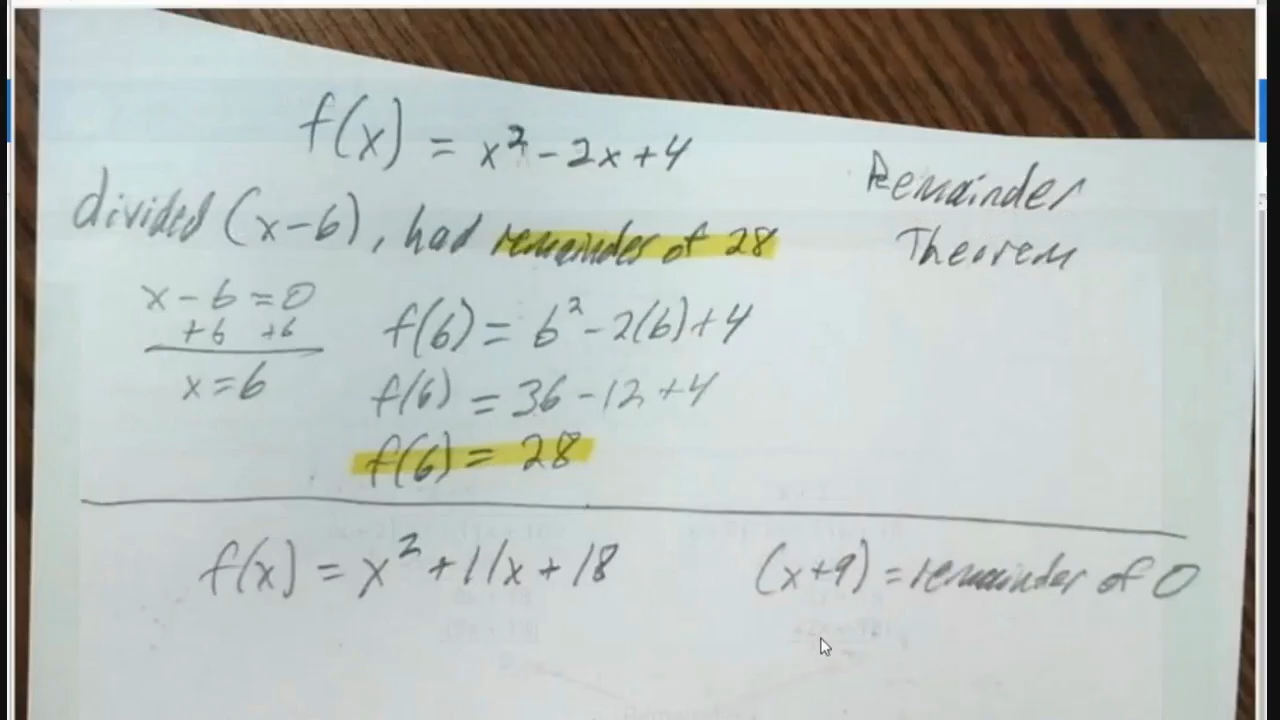 f(x) = x² - 2x + 4
divided (x-6), had remainder of 28
Remainder
Theorem
x - 6 = 0
+6 +6
x = 6
f(6) = 6² - 2(6) + 4
f(6) = 36 - 12 + 4
f(6) = 28
f(x) = x² + 11x + 18
(x+9) = remainder of 0